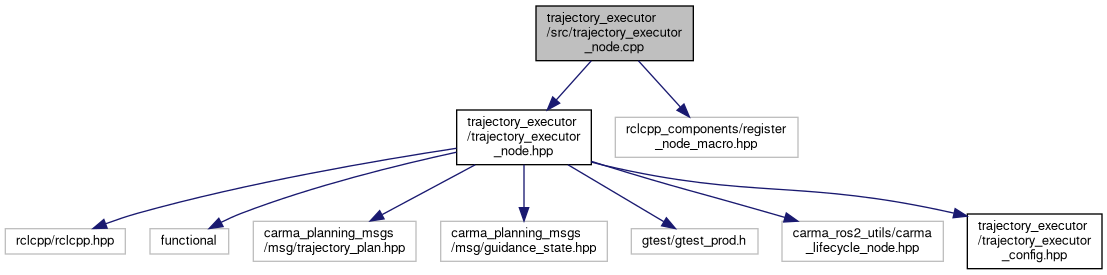 trajectory_executor
/src/trajectory_executor
_node.cpp
trajectory_executor
/trajectory_executor
_node.hpp
rclcpp_components/register
_node_macro.hpp
rclcpp/rclcpp.hpp
functional
carma_planning_msgs
/msg/trajectory_plan.hpp
carma_planning_msgs
/msg/guidance_state.hpp
gtest/gtest_prod.h
carma_ros2_utils/carma
_lifecycle_node.hpp
trajectory_executor
/trajectory_executor
_config.hpp